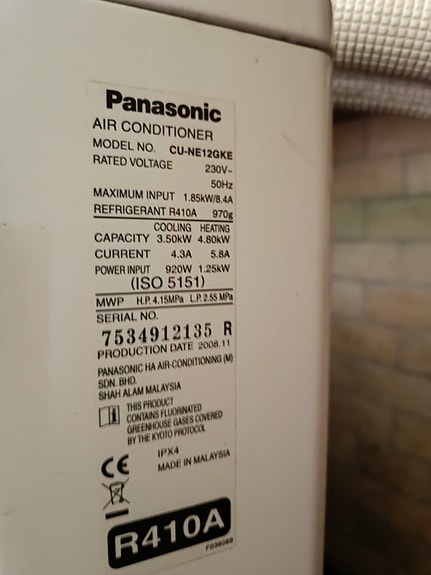 Panasonic
AIR CONDITIONER
MODEL NO. CU-NE12GKE
RATED VOLTAGE 230V~
50Hz
MAXIMUM INPUT 1.85kW/8.4A
REFRIGERANT R410A 970g
COOLING HEATING
CAPACITY 3.50kW 4.80kW
CURRENT 4.3A 5.8A
POWER INPUT 920W 1.25kW
(ISO 5151)
MWP H.P. 4.15MPa L.P. 2.55 MPa
SERIAL NO.
7534912135 R
PRODUCTION DATE 2008.11
PANASONIC HA AIR-CONDITIONING (M)
SDN. BHD.
SHAH ALAM MALAYSIA
THIS PRODUCT
CONTAINS FLUORINATED
GREENHOUSE GASES COVERED
BY THE KYOTO PROTOCOL
IPX4
CE MADE IN MALAYSIA
R410A